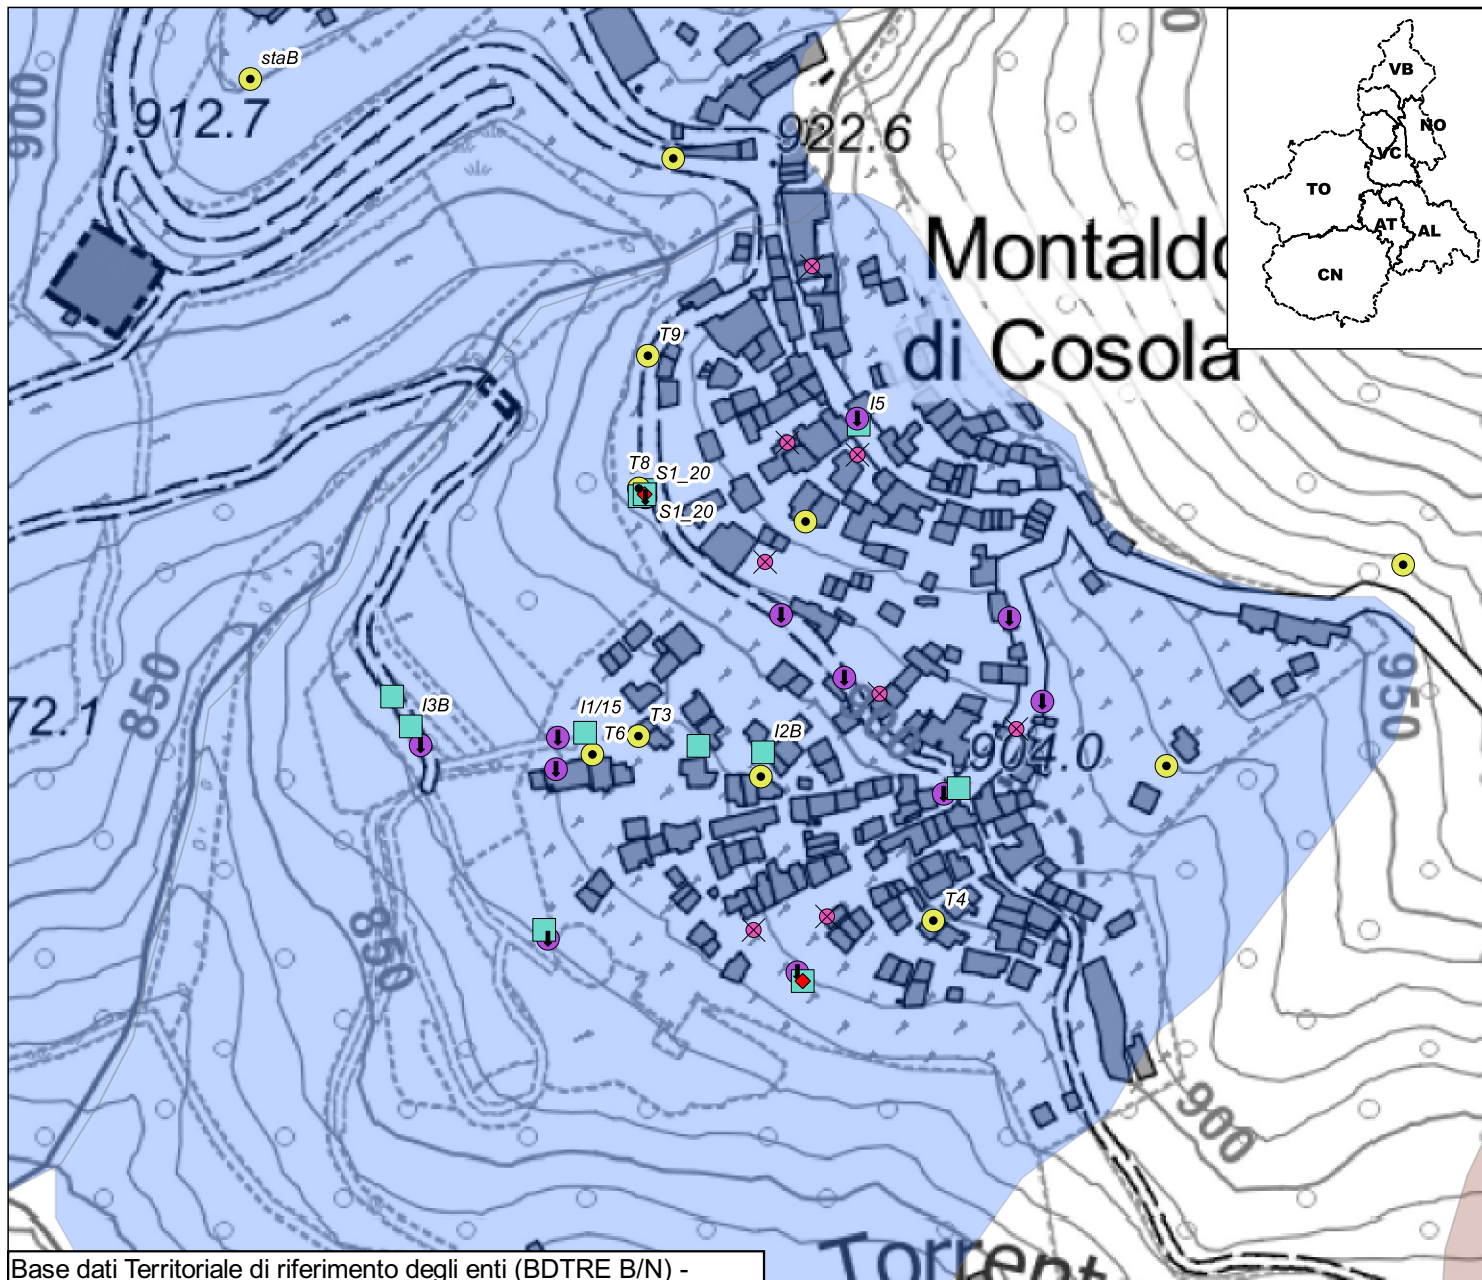 staB
900
912.7
922.6
VB
NO
VC
TO
AT
AL
CN
Montaldo
di Cosola
T9
I5
T8
S1_20
S1_20
850
72.1
950
I3B
I1/15
T6
T3
I2B
904.0
T4
850
900
Torrent
Base dati Territoriale di riferimento degli enti (BDTRE B/N) -